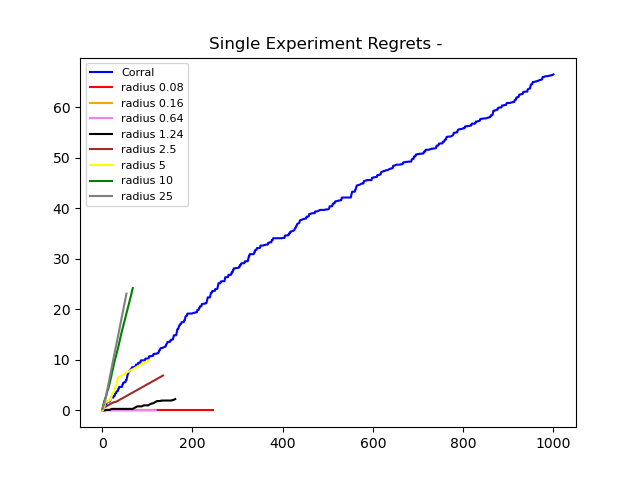 Single Experiment Regrets -
Corral
radius 0.08
radius 0.16
radius 0.64
radius 1.24
radius 2.5
radius 5
radius 10
radius 25
60
50
40
30
20
10
0
0 200 400 600 800 1000